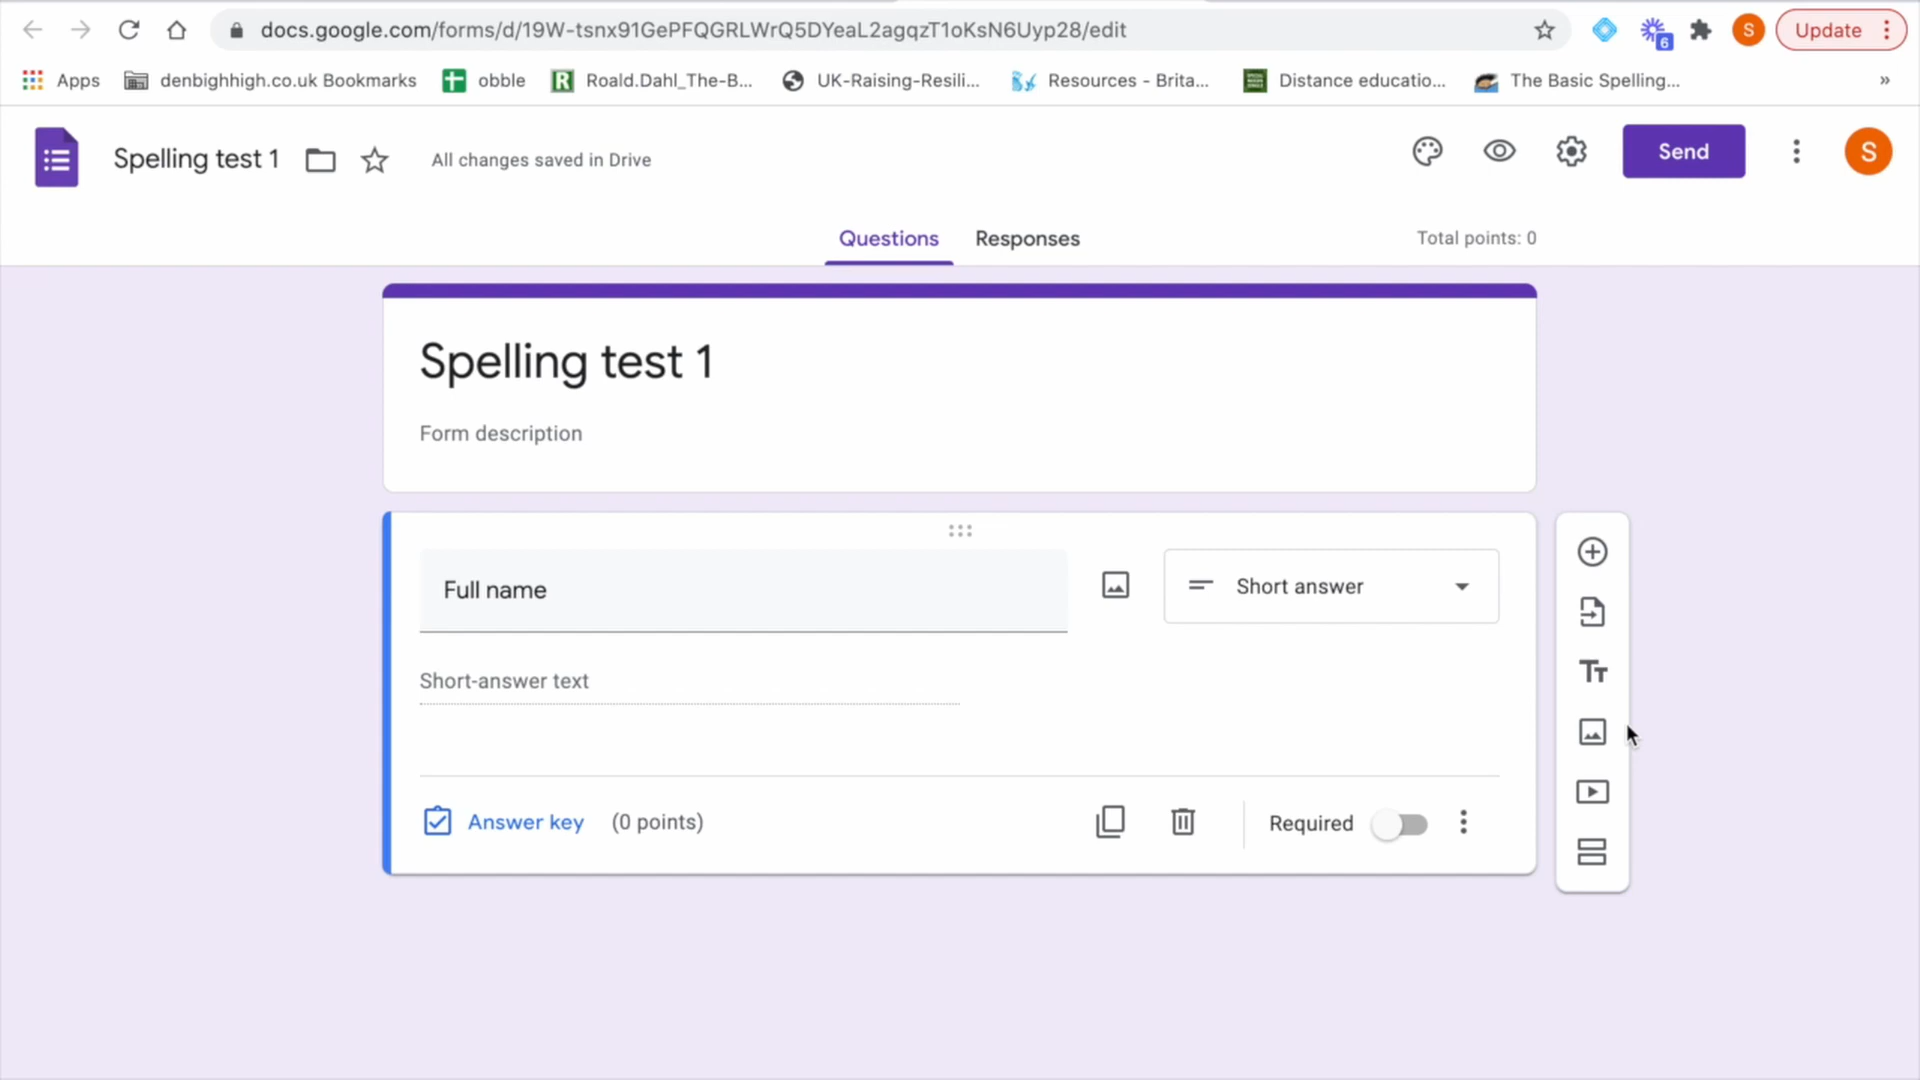 docs.google.com/forms/d/19W-tsnx91GePFQGRLWrQ5DYeaL2agqzT1oKsN6Uyp28/edit
6
S
Update
Apps
denbighhigh.co.uk Bookmarks
obble
Roald.Dahl_The-B...
UK-Raising-Resili...
Resources - Brita...
Distance educatio...
The Basic Spelling...
»
Spelling test 1
All changes saved in Drive
Send
S
Questions
Responses
Total points: 0
Spelling test 1
Form description
Full name
Short answer
Short-answer text
Answer key
(0 points)
Required